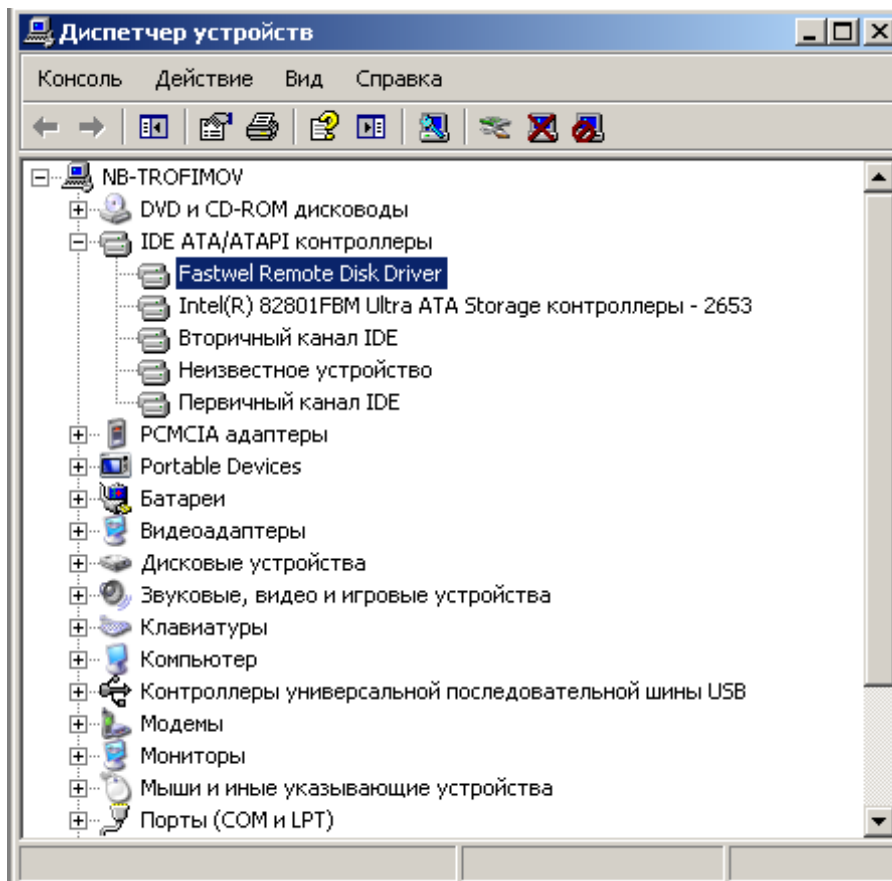 Диспетчер устройств
Консоль Действие Вид Справка
NB-TROFIMOV
DVD и CD-ROM дисководы
IDE ATA/ATAPI контроллеры
Fastwel Remote Disk Driver
Intel(R) 82801FBM Ultra ATA Storage контроллеры - 2653
Вторичный канал IDE
Неизвестное устройство
Первичный канал IDE
PCMCIA адаптеры
Portable Devices
Батареи
Видеоадаптеры
Дисковые устройства
Звуковые, видео и игровые устройства
Клавиатуры
Компьютер
Контроллеры универсальной последовательной шины USB
Модемы
Мониторы
Мыши и иные указывающие устройства
Порты (COM и LPT)